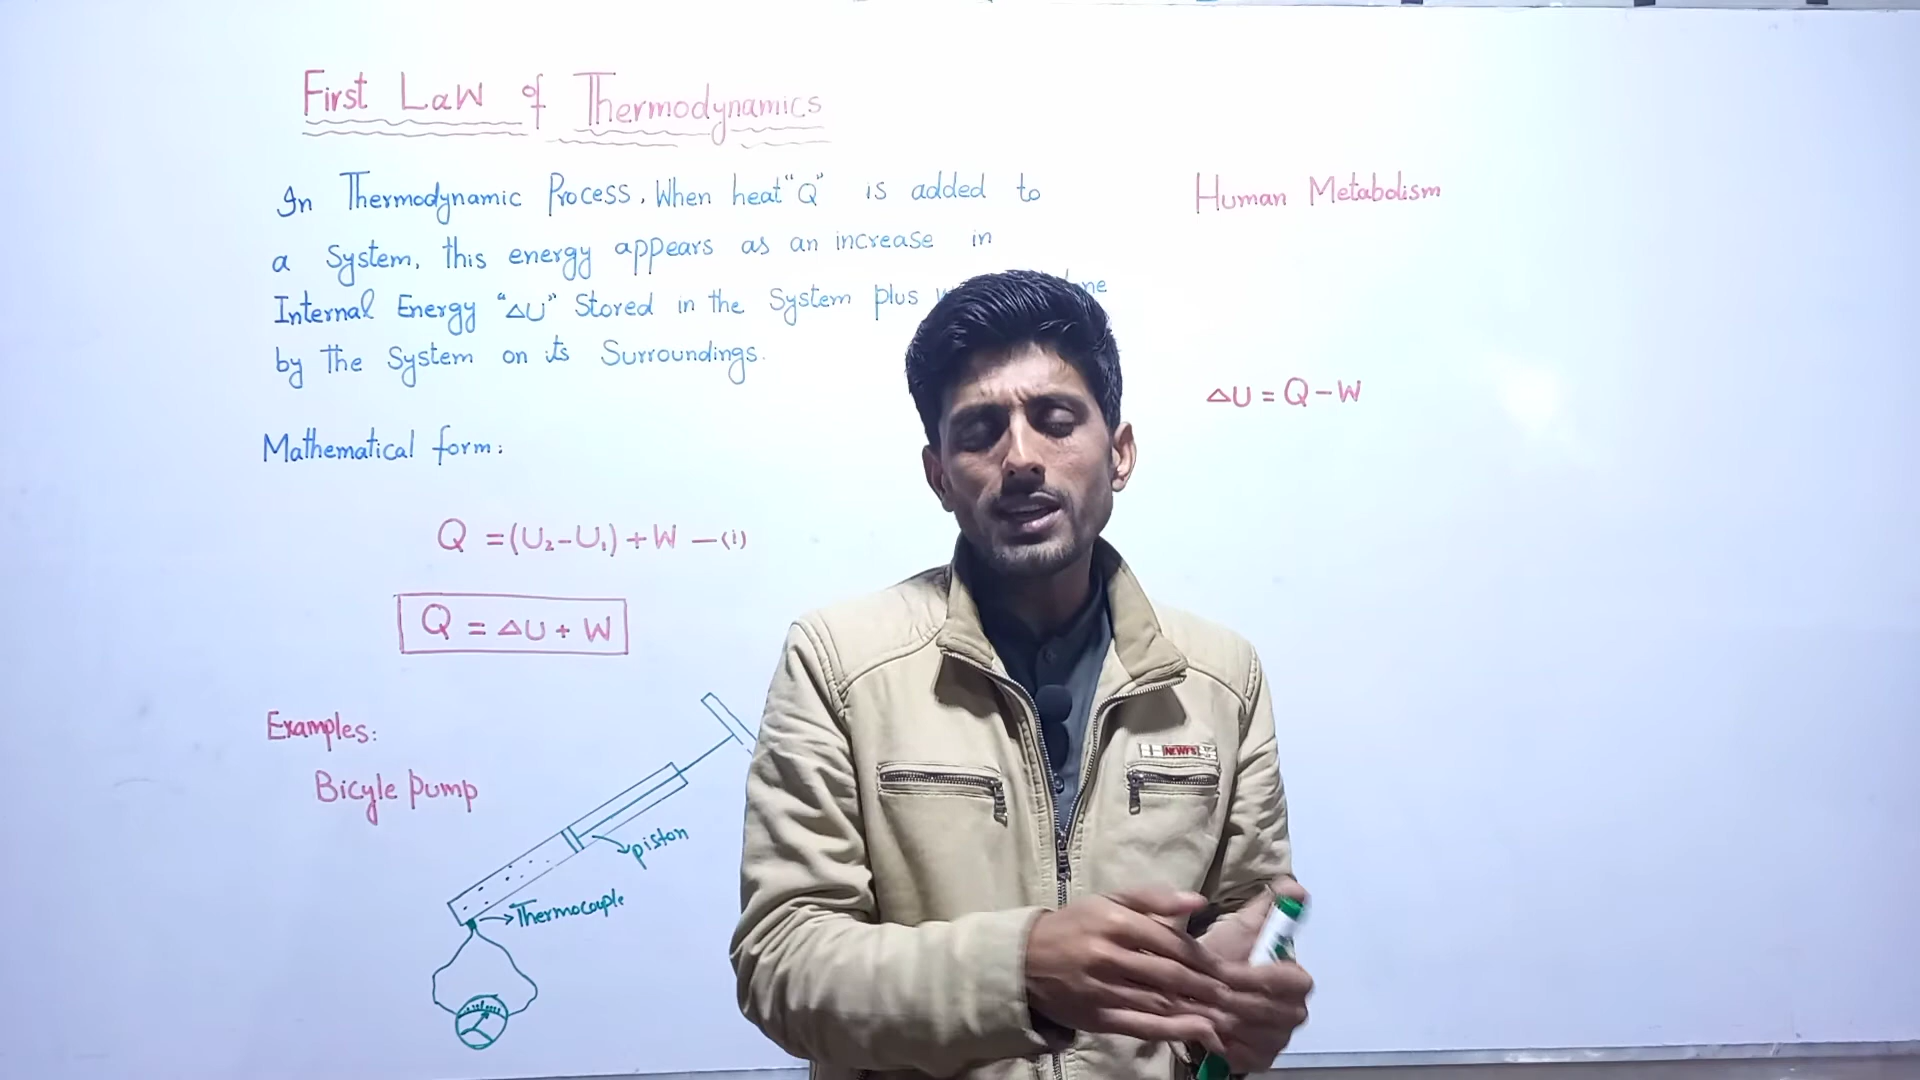 First Law of Thermodynamics
In Thermodynamic Process, When heat "Q" is added to
a System, this energy appears as an increase in
Internal Energy "ΔU" Stored in the System plus
by the System on its Surroundings.
Mathematical form:
Q = (U₂-U₁) + W —(1)
Q = ΔU + W
Examples:
Bicyle Pump
piston
Thermocouple
Human Metabolism
ΔU = Q - W
NEWFS